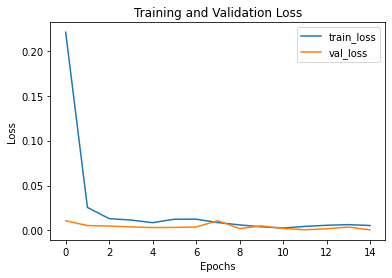 Training and Validation Loss
train_loss
val_loss
0.20
0.15
0.10
0.05
0.00
Loss
0 2 4 6 8 10 12 14
Epochs